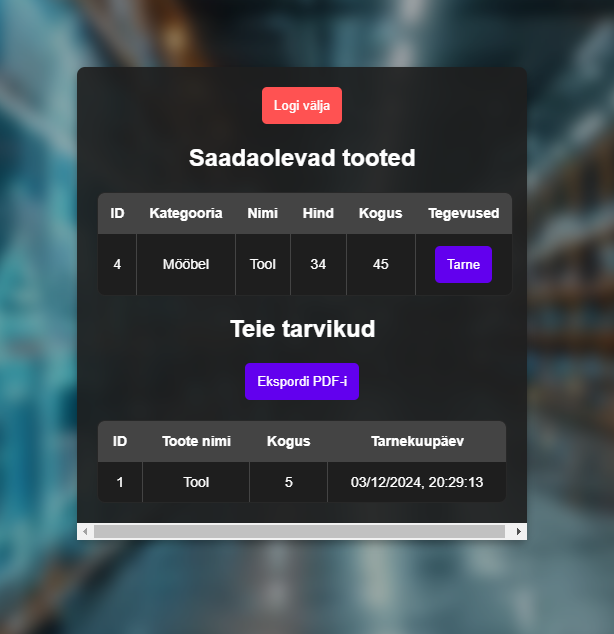 Logi välja
Saadaolevad tooted
ID Kategooria Nimi Hind Kogus Tegevused
4 Mööbel Tool 34 45 Tarne
Teie tarvikud
Ekspordi PDF-i
ID Toote nimi Kogus Tarnekuupäev
1 Tool 5 03/12/2024, 20:29:13